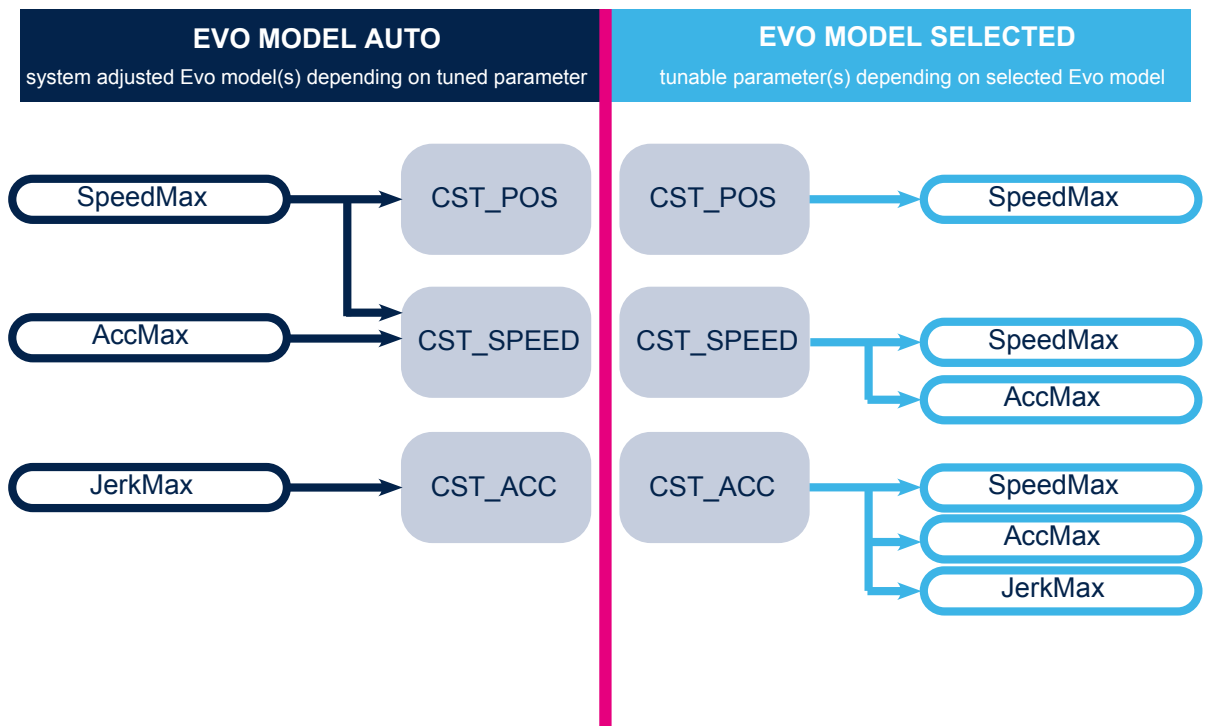 EVO MODEL AUTO
system adjusted Evo model(s) depending on tuned parameter
SpeedMax
CST_POS
AccMax
CST_SPEED
JerkMax
CST_ACC
EVO MODEL SELECTED
tunable parameter(s) depending on selected Evo model
CST_POS
SpeedMax
CST_SPEED
SpeedMax
AccMax
CST_ACC
SpeedMax
AccMax
JerkMax